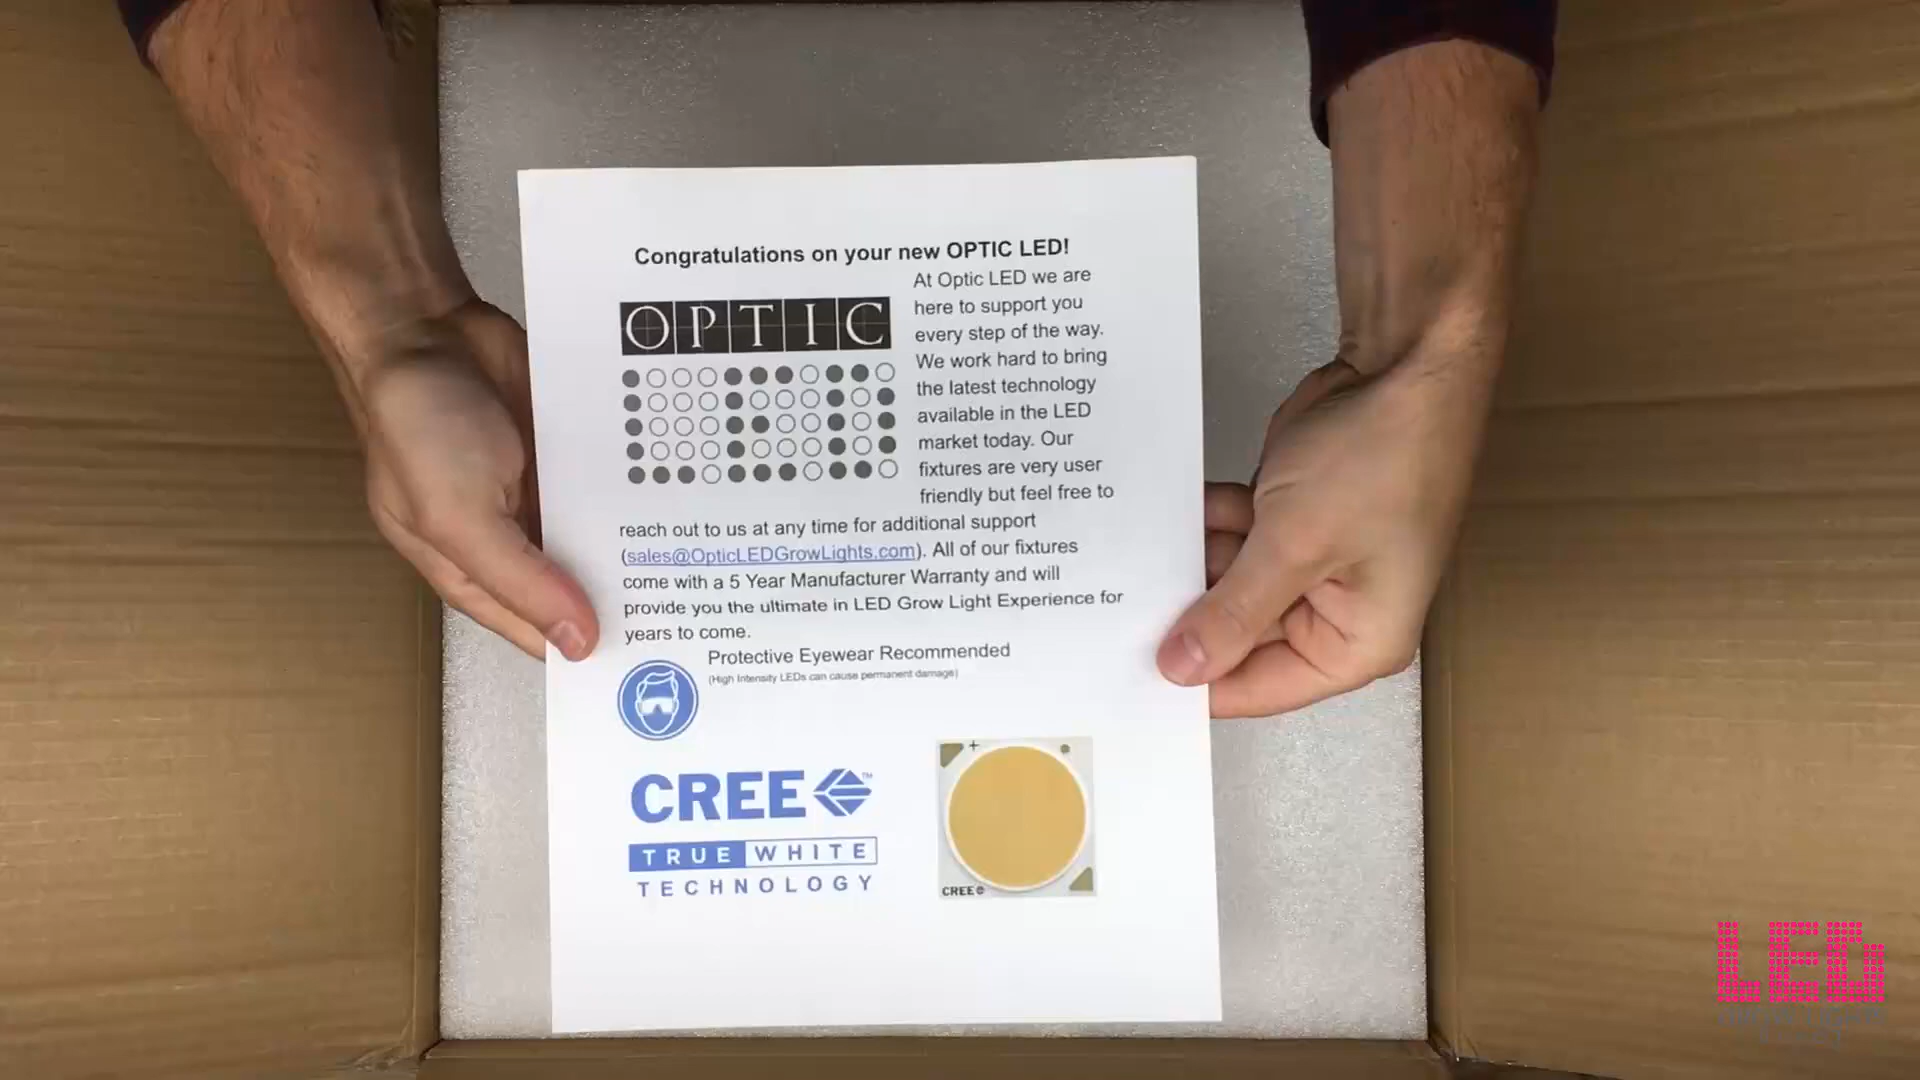 Congratulations on your new OPTIC LED!
OPTIC
LED
At Optic LED we are
here to support you
every step of the way.
We work hard to bring
the latest technology
available in the LED
market today. Our
fixtures are very user
friendly but feel free to
reach out to us at any time for additional support
(sales@OpticLEDGrowLights.com). All of our fixtures
come with a 5 Year Manufacturer Warranty and will
provide you the ultimate in LED Grow Light Experience for
years to come.
Protective Eyewear Recommended
(High Intensity LEDs can cause permanent damage)
CREE™
TRUE WHITE
TECHNOLOGY
+
CREE
LED